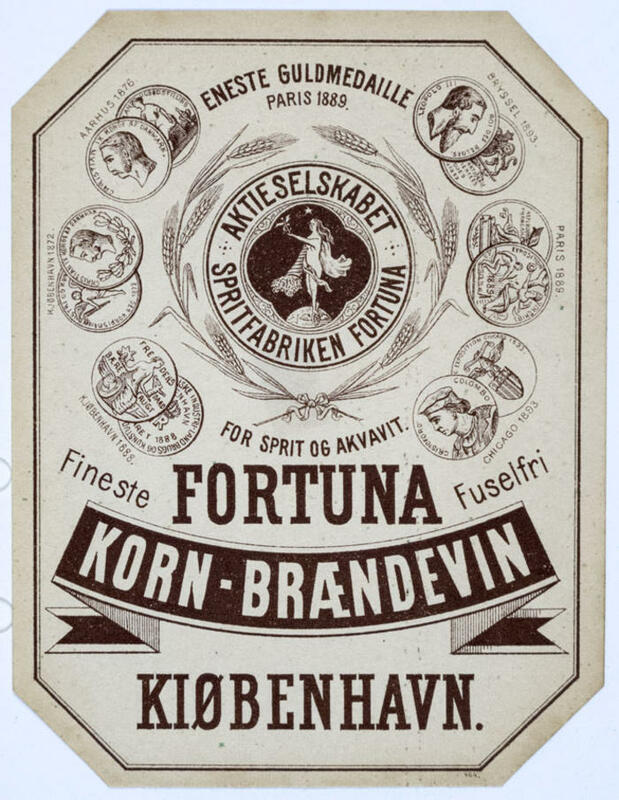 ENESTE GULDMEDAILLE
PARIS 1889.
AARHUS 1876.
BRYSSEL 1893.
KJØBENHAVN 1872.
PARIS 1889.
KJØBENHAVN 1888.
CHICAGO 1893
AKTIESELSKABET
SPRITFABRIKEN FORTUNA
FOR SPRIT OG AKVAVIT.
Fineste
FORTUNA
Fuselfri
KORN-BRÆNDEVIN
KIØBENHAVN.